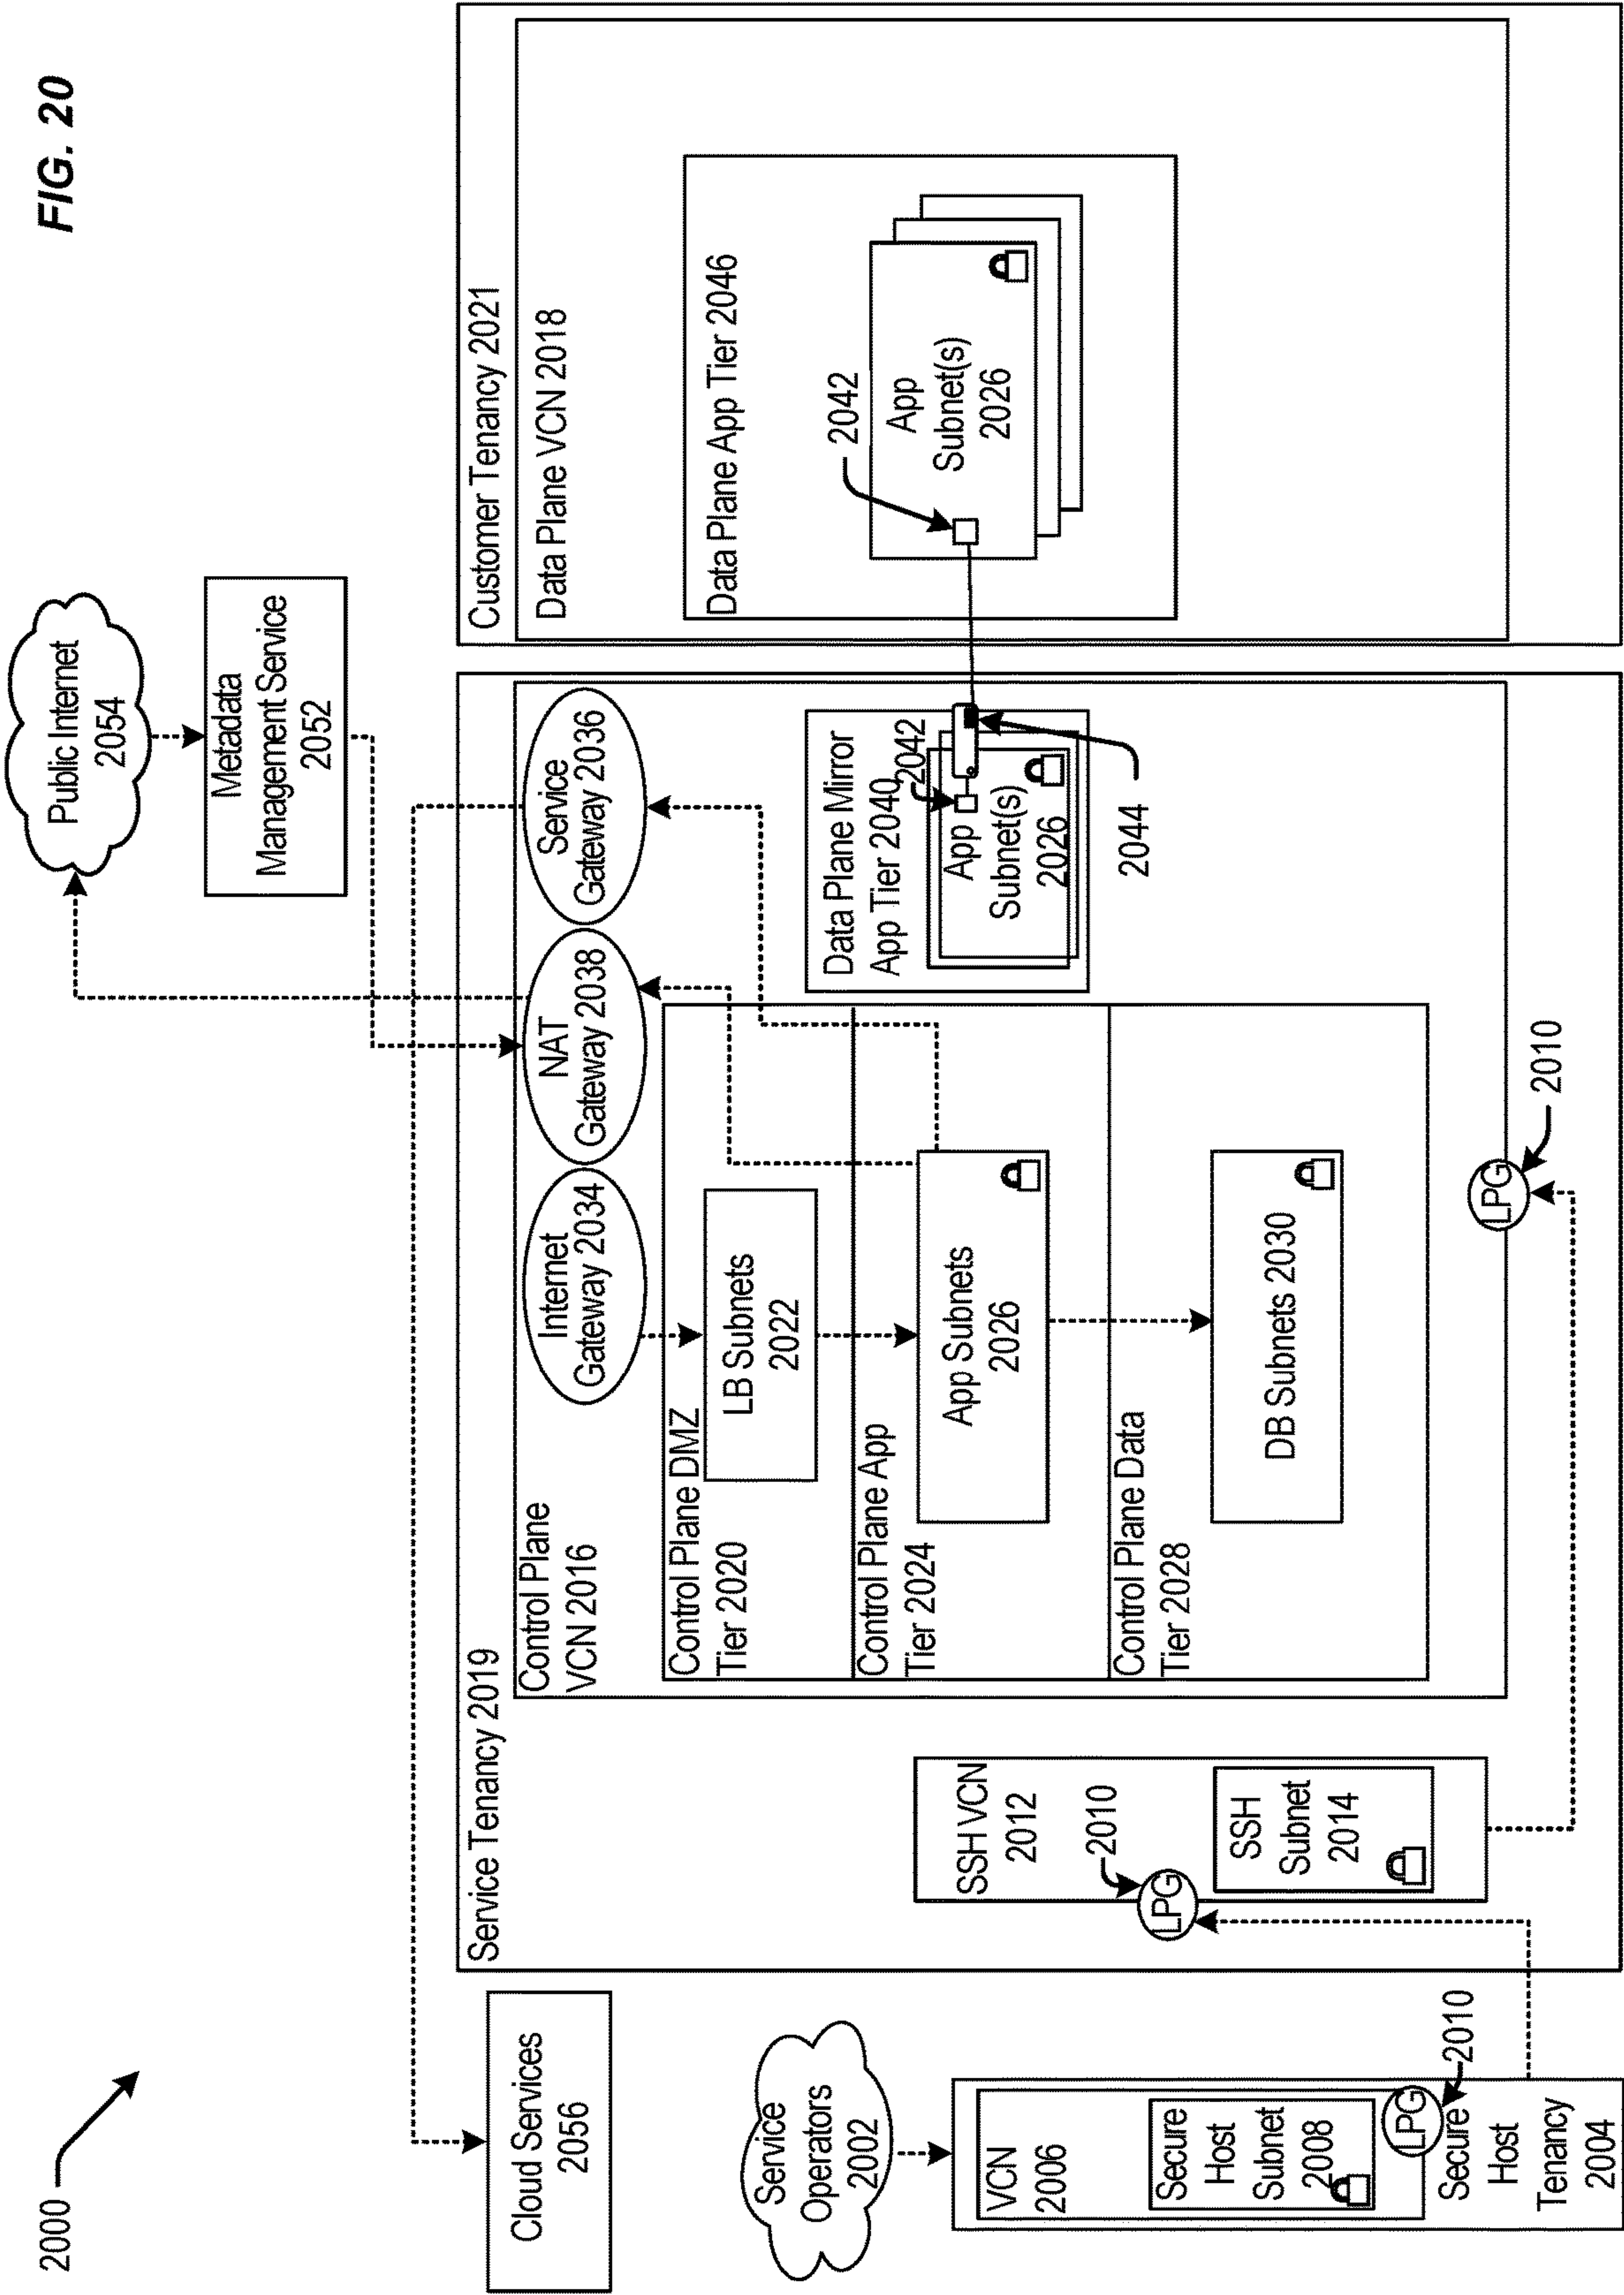 2000
FIG. 20
Public Internet
2054
Metadata
Management Service
2052
Cloud Services
2056
Service
Operators
2002
VCN
2006
Secure
Host
Subnet
2008
LPG
2010
Secure
Host
Tenancy
2004
Service Tenancy 2019
SSH VCN
2012
2010
LPG
SSH
Subnet
2014
Control Plane
VCN 2016
Internet
Gateway 2034
NAT
Gateway 2038
Service
Gateway 2036
Control Plane DMZ
Tier 2020
LB Subnets
2022
Control Plane App
Tier 2024
App Subnets
2026
Control Plane Data
Tier 2028
DB Subnets 2030
Data Plane Mirror
App Tier 2040
2042
App
Subnet(s)
2026
2044
LPG
2010
Customer Tenancy 2021
Data Plane VCN 2018
Data Plane App Tier 2046
2042
App
Subnet(s)
2026